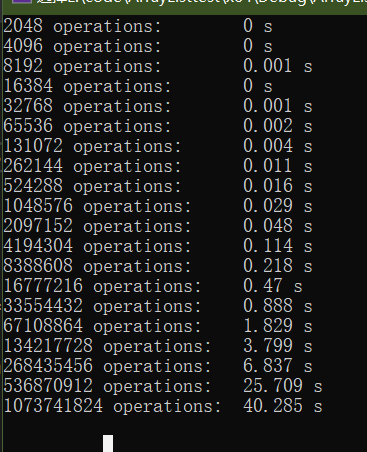 2048 operations: 0 s
4096 operations: 0 s
8192 operations: 0.001 s
16384 operations: 0 s
32768 operations: 0.001 s
65536 operations: 0.002 s
131072 operations: 0.004 s
262144 operations: 0.011 s
524288 operations: 0.016 s
1048576 operations: 0.029 s
2097152 operations: 0.048 s
4194304 operations: 0.114 s
8388608 operations: 0.218 s
16777216 operations: 0.47 s
33554432 operations: 0.888 s
67108864 operations: 1.829 s
134217728 operations: 3.799 s
268435456 operations: 6.837 s
536870912 operations: 25.709 s
1073741824 operations: 40.285 s